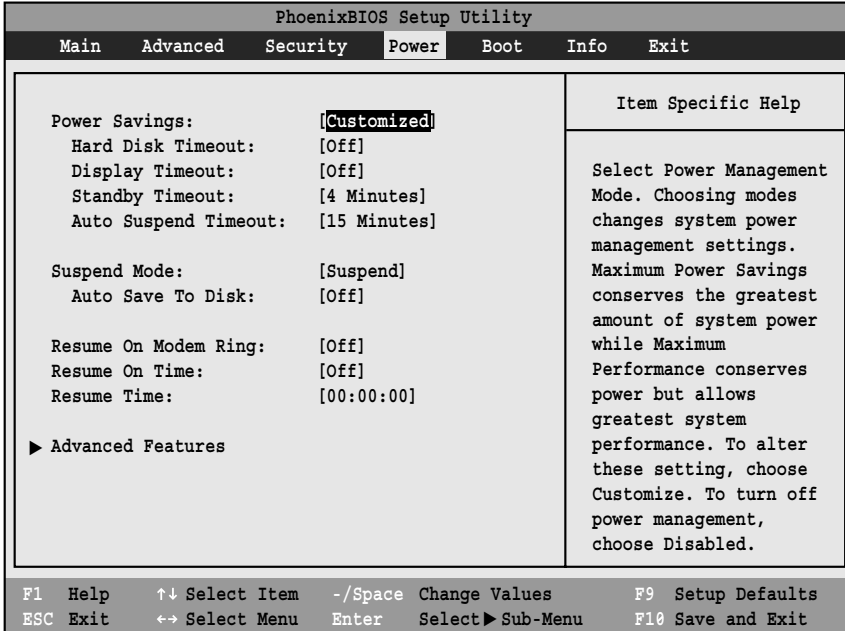 PhoenixBIOS Setup Utility
Main Advanced Security Power Boot Info Exit
Power Savings: [Customized]
Hard Disk Timeout: [Off]
Display Timeout: [Off]
Standby Timeout: [4 Minutes]
Auto Suspend Timeout: [15 Minutes]
Suspend Mode: [Suspend]
Auto Save To Disk: [Off]
Resume On Modem Ring: [Off]
Resume On Time: [Off]
Resume Time: [00:00:00]
▶ Advanced Features
Item Specific Help
Select Power Management
Mode. Choosing modes
changes system power
management settings.
Maximum Power Savings
conserves the greatest
amount of system power
while Maximum
Performance conserves
power but allows
greatest system
performance. To alter
these setting, choose
Customize. To turn off
power management,
choose Disabled.
F1 Help ↑↓ Select Item -/Space Change Values F9 Setup Defaults
ESC Exit ←→ Select Menu Enter Select ▶ Sub-Menu F10 Save and Exit